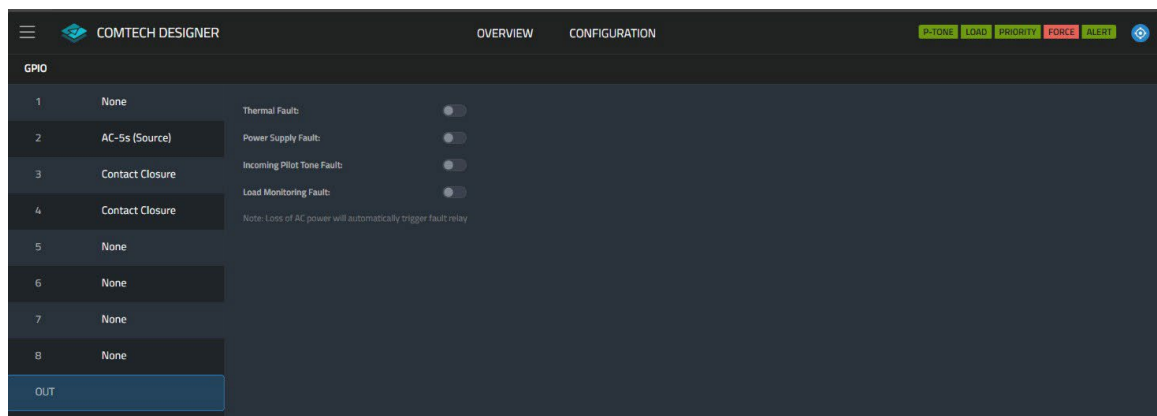 COMTECH DESIGNER OVERVIEW CONFIGURATION P-TONE LOAD PRIORITY FORCE ALERT
GPIO
1 None
2 AC-5s (Source)
3 Contact Closure
4 Contact Closure
5 None
6 None
7 None
8 None
OUT
Thermal Fault:
Power Supply Fault:
Incoming Pilot Tone Fault:
Load Monitoring Fault:
Note: Loss of AC power will automatically trigger fault relay